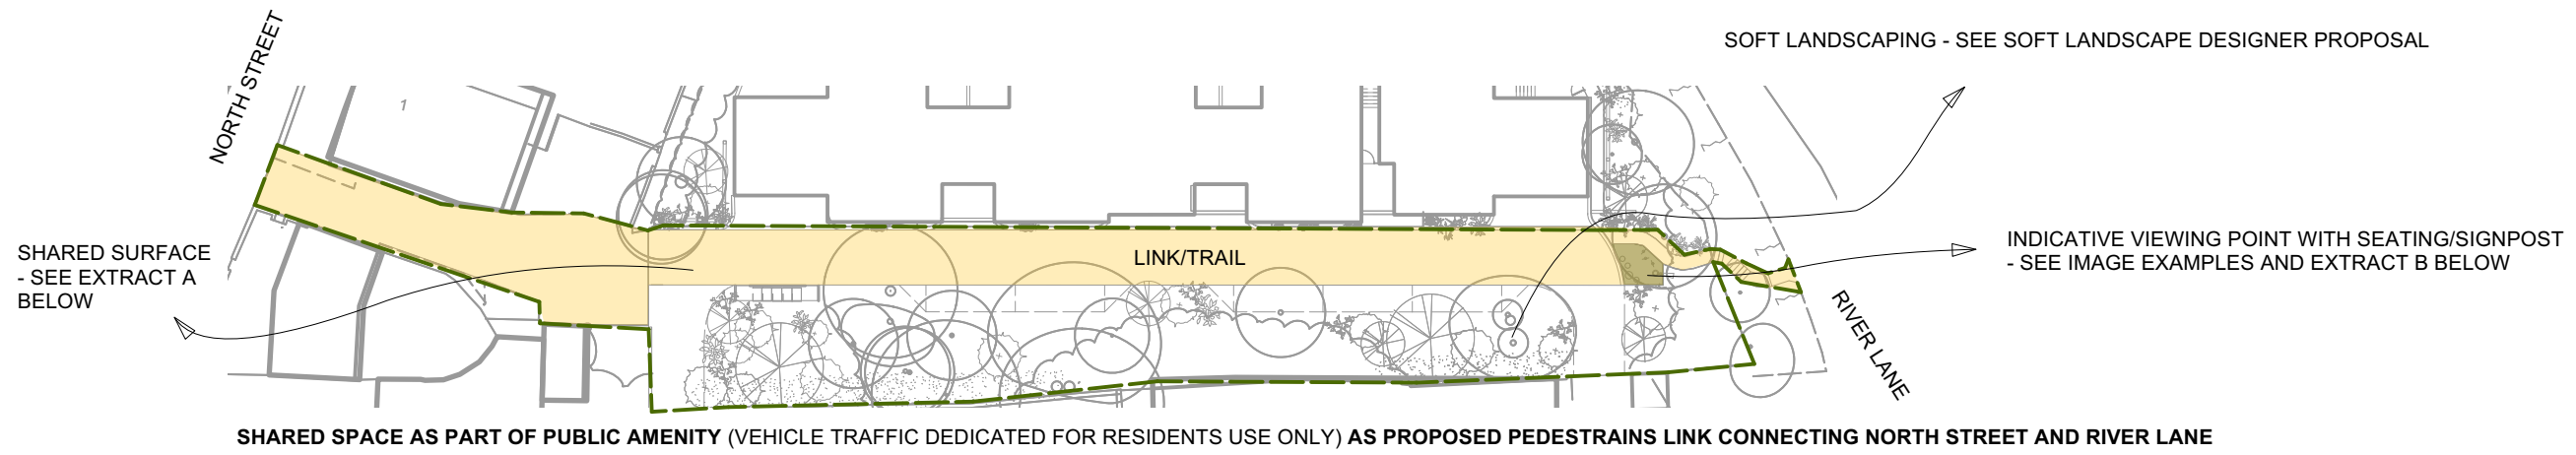 NORTH STREET
SOFT LANDSCAPING - SEE SOFT LANDSCAPE DESIGNER PROPOSAL
1
SHARED SURFACE
- SEE EXTRACT A
BELOW
LINK/TRAIL
INDICATIVE VIEWING POINT WITH SEATING/SIGNPOST
- SEE IMAGE EXAMPLES AND EXTRACT B BELOW
RIVER LANE
SHARED SPACE AS PART OF PUBLIC AMENITY (VEHICLE TRAFFIC DEDICATED FOR RESIDENTS USE ONLY) AS PROPOSED PEDESTRAINS LINK CONNECTING NORTH STREET AND RIVER LANE